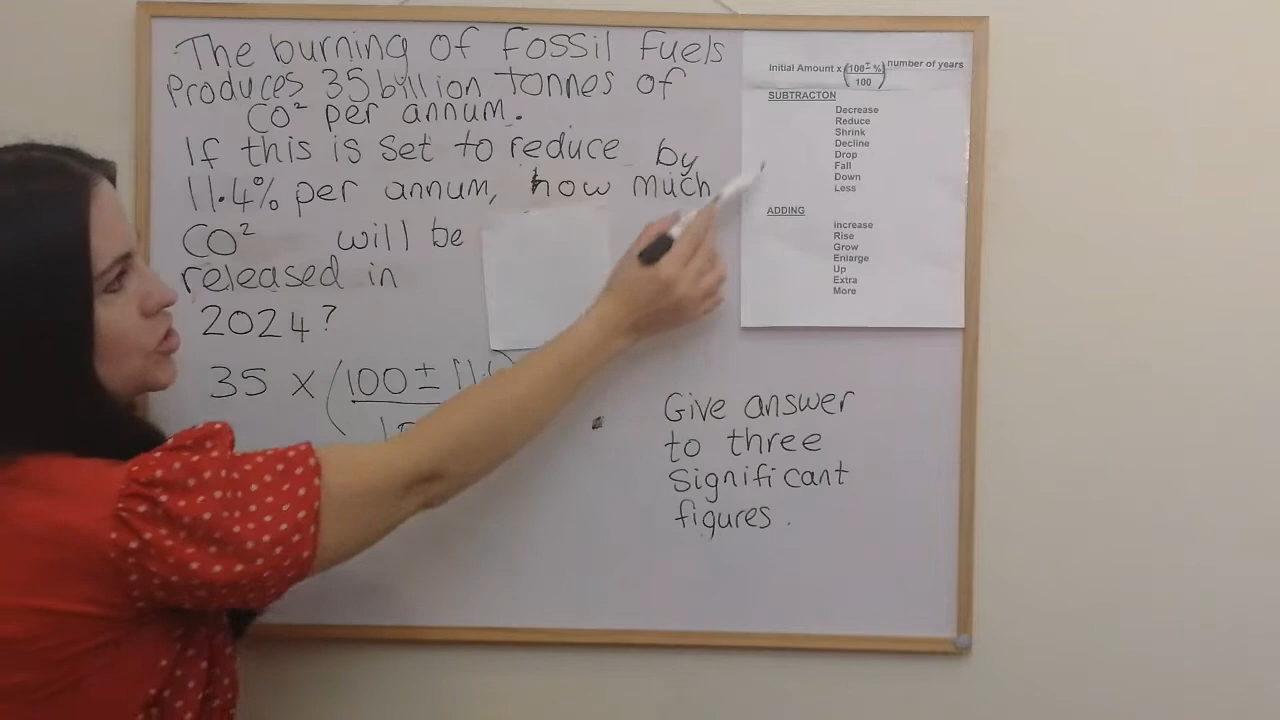 The burning of Fossil Fuels
Produces 35 billion tonnes of
CO² per annum.
If this is set to reduce by
11.4% per annum, how much
CO² will be
released in
2024?
35 × (100 ± 11.
Initial Amount x (100 ± %) number of years
100
SUBTRACTON
Decrease
Reduce
Shrink
Decline
Drop
Fall
Down
Less
ADDING
Increase
Rise
Grow
Enlarge
Up
Extra
More
Give answer
to three
significant
figures.